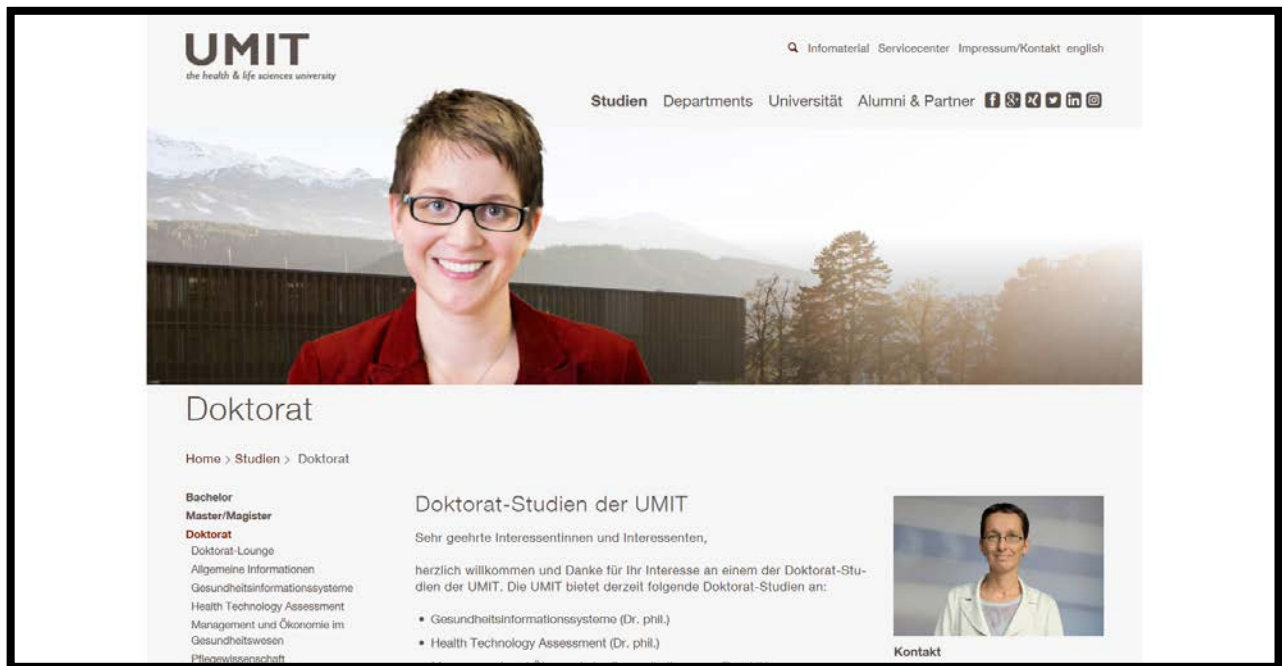 UMIT
the health & life sciences university
Infomaterial Servicecenter Impressum/Kontakt english
Studien Departments Universität Alumni & Partner
Doktorat
Home > Studien > Doktorat
Bachelor
Master/Magister
Doktorat
Doktorat-Lounge
Allgemeine Informationen
Gesundheitsinformationssysteme
Health Technology Assessment
Management und Ökonomie im
Gesundheitswesen
Pflegewissenschaft
Doktorat-Studien der UMIT
Sehr geehrte Interessentinnen und Interessenten,
herzlich willkommen und Danke für Ihr Interesse an einem der Doktorat-Stu-
dien der UMIT. Die UMIT bietet derzeit folgende Doktorat-Studien an:
• Gesundheitsinformationssysteme (Dr. phil.)
• Health Technology Assessment (Dr. phil.)
Kontakt